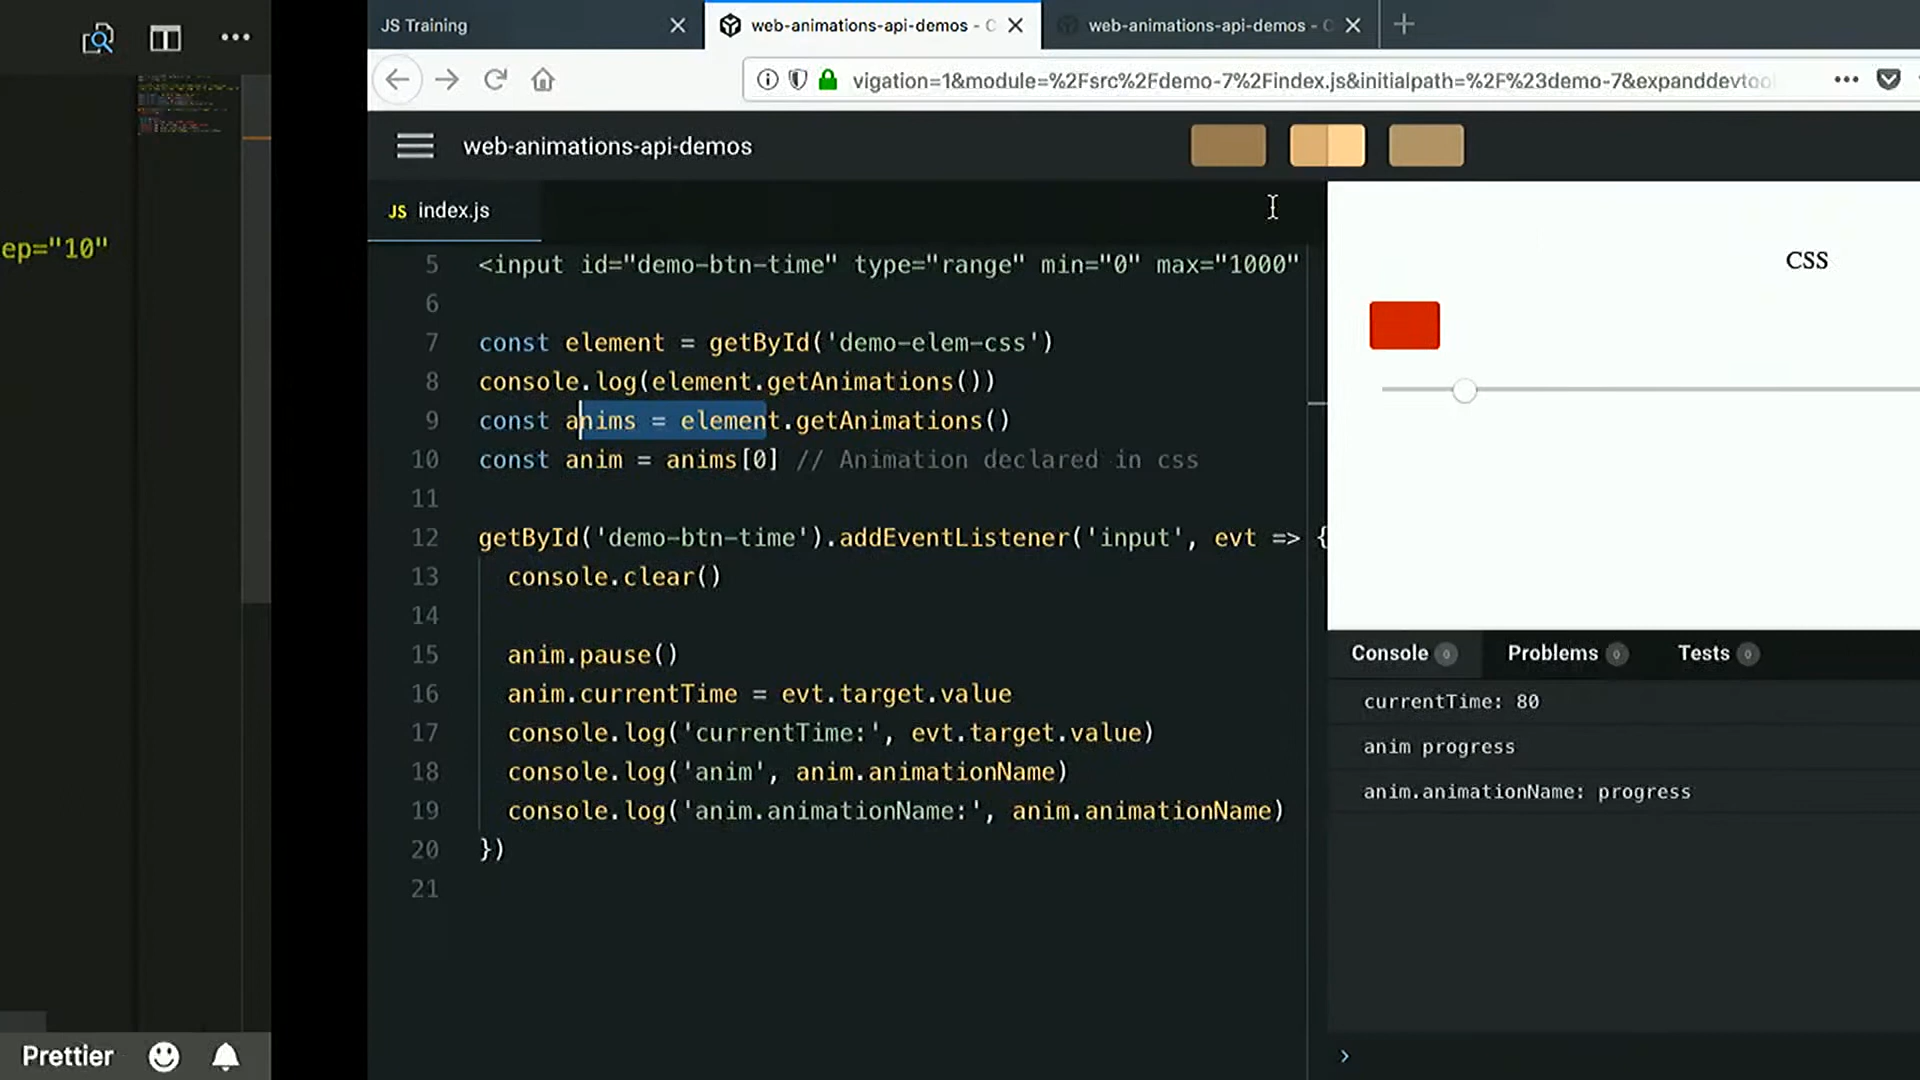 ep="10"
Prettier
JS Training
web-animations-api-demos - C
web-animations-api-demos - C
vigation=1&module=%2Fsrc%2Fdemo-7%2Findex.js&initialpath=%2F%23demo-7&expanddevtoo
web-animations-api-demos
JS index.js
5 <input id="demo-btn-time" type="range" min="0" max="1000"
6
7 const element = getById('demo-elem-css')
8 console.log(element.getAnimations())
9 const anims = element.getAnimations()
10 const anim = anims[0] // Animation declared in css
11
12 getById('demo-btn-time').addEventListener('input', evt => {
13 console.clear()
14
15 anim.pause()
16 anim.currentTime = evt.target.value
17 console.log('currentTime:', evt.target.value)
18 console.log('anim', anim.animationName)
19 console.log('anim.animationName:', anim.animationName)
20 })
21
CSS
Console 0 Problems 0 Tests 0
currentTime: 80
anim progress
anim.animationName: progress